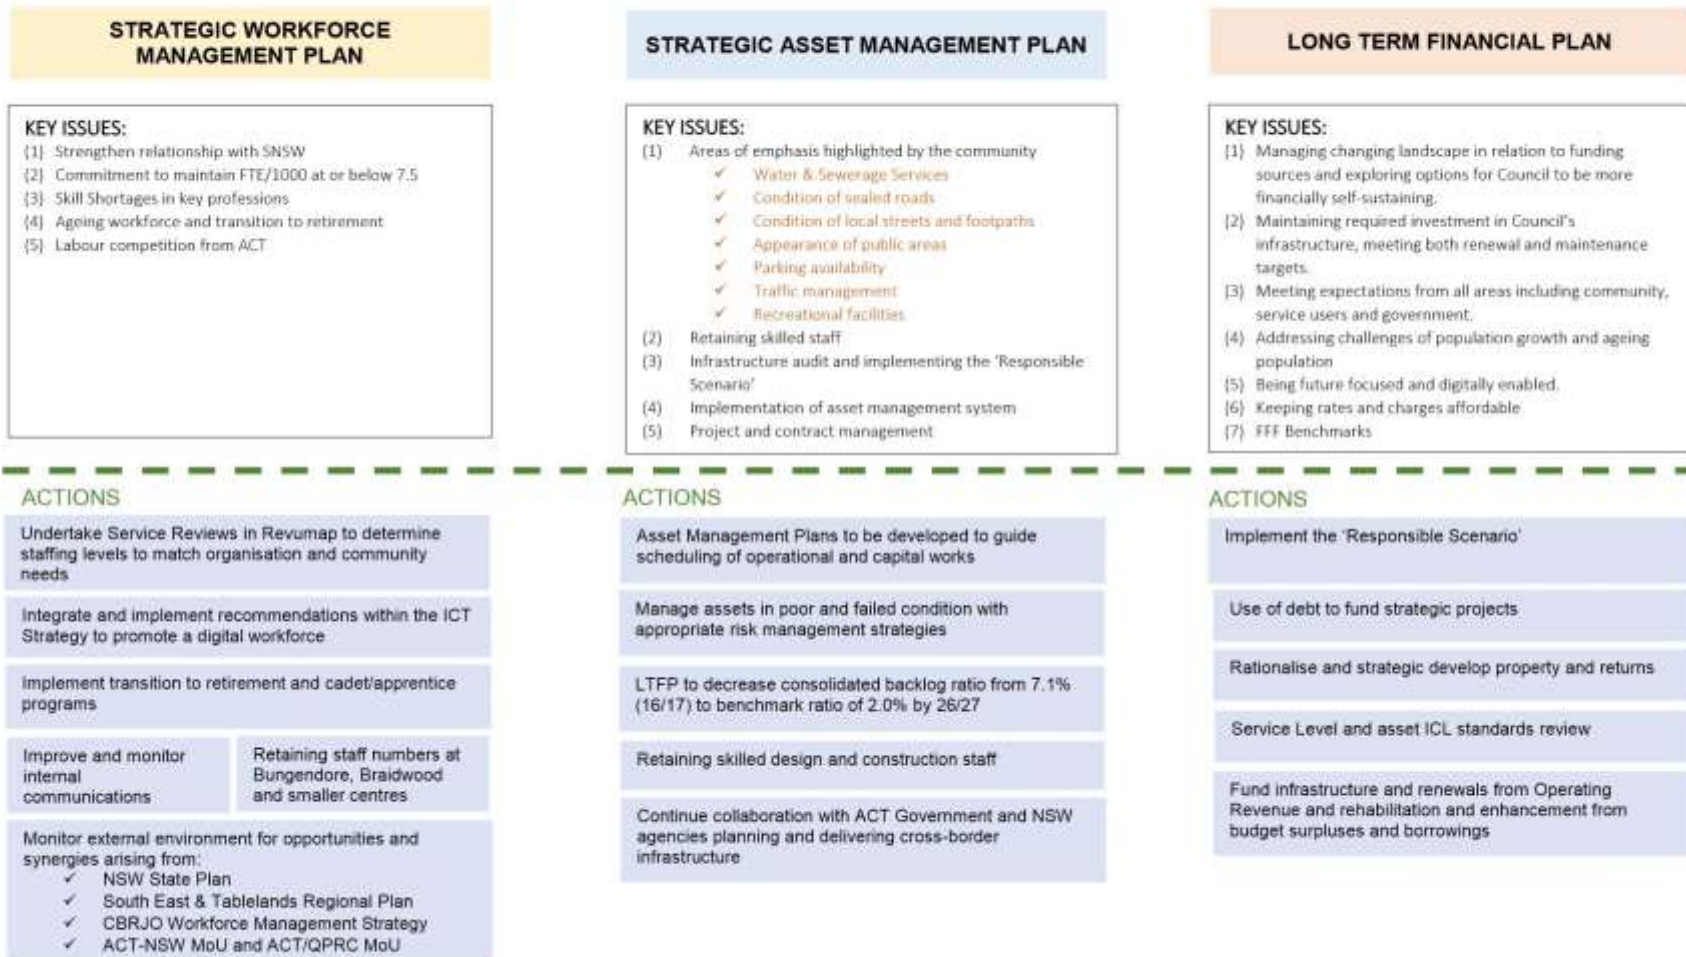 STRATEGIC WORKFORCE
MANAGEMENT PLAN
KEY ISSUES:
(1) Strengthen relationship with SNSW
(2) Commitment to maintain FTE/1000 at or below 7.5
(3) Skill Shortages in key professions
(4) Ageing workforce and transition to retirement
(5) Labour competition from ACT
ACTIONS
Undertake Service Reviews in Revumap to determine
staffing levels to match organisation and community
needs
Integrate and implement recommendations within the ICT
Strategy to promote a digital workforce
Implement transition to retirement and cadet/apprentice
programs
Improve and monitor
internal
communications
Retaining staff numbers at
Bungendore, Braidwood
and smaller centres
Monitor external environment for opportunities and
synergies arising from:
✓ NSW State Plan
✓ South East & Tablelands Regional Plan
✓ CBRJO Workforce Management Strategy
✓ ACT-NSW MoU and ACT/QPRC MoU
STRATEGIC ASSET MANAGEMENT PLAN
KEY ISSUES:
(1) Areas of emphasis highlighted by the community
✓ Water & Sewerage Services
✓ Condition of sealed roads
✓ Condition of local streets and footpaths
✓ Appearance of public areas
✓ Parking availability
✓ Traffic management
✓ Recreational facilities
(2) Retaining skilled staff
(3) Infrastructure audit and implementing the 'Responsible
Scenario'
(4) Implementation of asset management system
(5) Project and contract management
ACTIONS
Asset Management Plans to be developed to guide
scheduling of operational and capital works
Manage assets in poor and failed condition with
appropriate risk management strategies
LTFP to decrease consolidated backlog ratio from 7.1%
(16/17) to benchmark ratio of 2.0% by 26/27
Retaining skilled design and construction staff
Continue collaboration with ACT Government and NSW
agencies planning and delivering cross-border
infrastructure
LONG TERM FINANCIAL PLAN
KEY ISSUES:
(1) Managing changing landscape in relation to funding
sources and exploring options for Council to be more
financially self-sustaining.
(2) Maintaining required investment in Council's
infrastructure, meeting both renewal and maintenance
targets.
(3) Meeting expectations from all areas including community,
service users and government.
(4) Addressing challenges of population growth and ageing
population
(5) Being future focused and digitally enabled.
(6) Keeping rates and charges affordable
(7) FFF Benchmarks
ACTIONS
Implement the 'Responsible Scenario'
Use of debt to fund strategic projects
Rationalise and strategic develop property and returns
Service Level and asset ICL standards review
Fund infrastructure and renewals from Operating
Revenue and rehabilitation and enhancement from
budget surpluses and borrowings